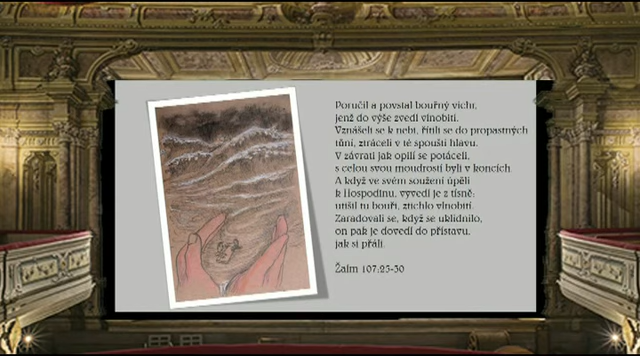 Poručil a povstal bouřný vichr,
jenž do výše zvedl vlnobití.
Vznášeli se k nebi, řítili se do propastných
tůní, ztráceli v té spoušti hlavu.
V závrati jak opilí se potáceli,
s celou svou moudrostí byli v koncích.
A když ve svém soužení úpěli
k Hospodinu, vyvedl je z tísně:
utišil tu bouři, ztichlo vlnobití.
Zaradovali se, když se uklidnilo,
on pak je dovedl do přístavu,
jak si přáli.
Žalm 107:25-30